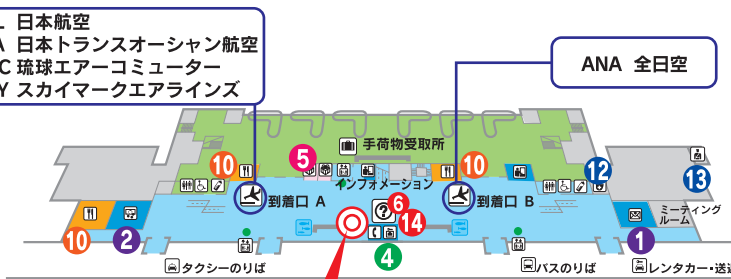 L 日本航空
A 日本トランスオーシャン航空
C 琉球エアーコミューター
Y スカイマークエアラインズ
ANA 全日空
手荷物受取所
10
5
10
12
13
インフォメーション
到着口 A
到着口 B
?
6
14
10
2
4
1
ミーティング
ルーム
タクシーのりば
バスのりば
レンタカー・送迎